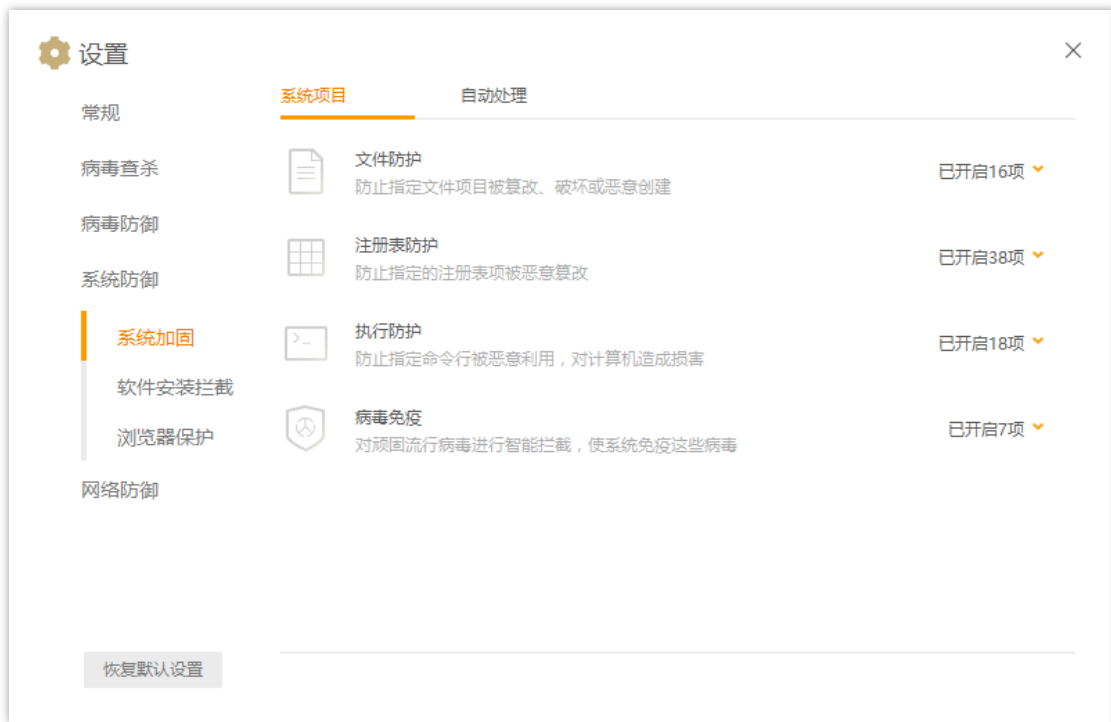 设置
常规
病毒查杀
病毒防御
系统防御
系统加固
软件安装拦截
浏览器保护
网络防御
恢复默认设置
系统项目 自动处理
文件防护
防止指定文件项目被篡改、破坏或恶意创建
已开启16项
注册表防护
防止指定的注册表项被恶意篡改
已开启38项
执行防护
防止指定命令行被恶意利用，对计算机造成损害
已开启18项
病毒免疫
对顽固流行病毒进行智能拦截，使系统免疫这些病毒
已开启7项